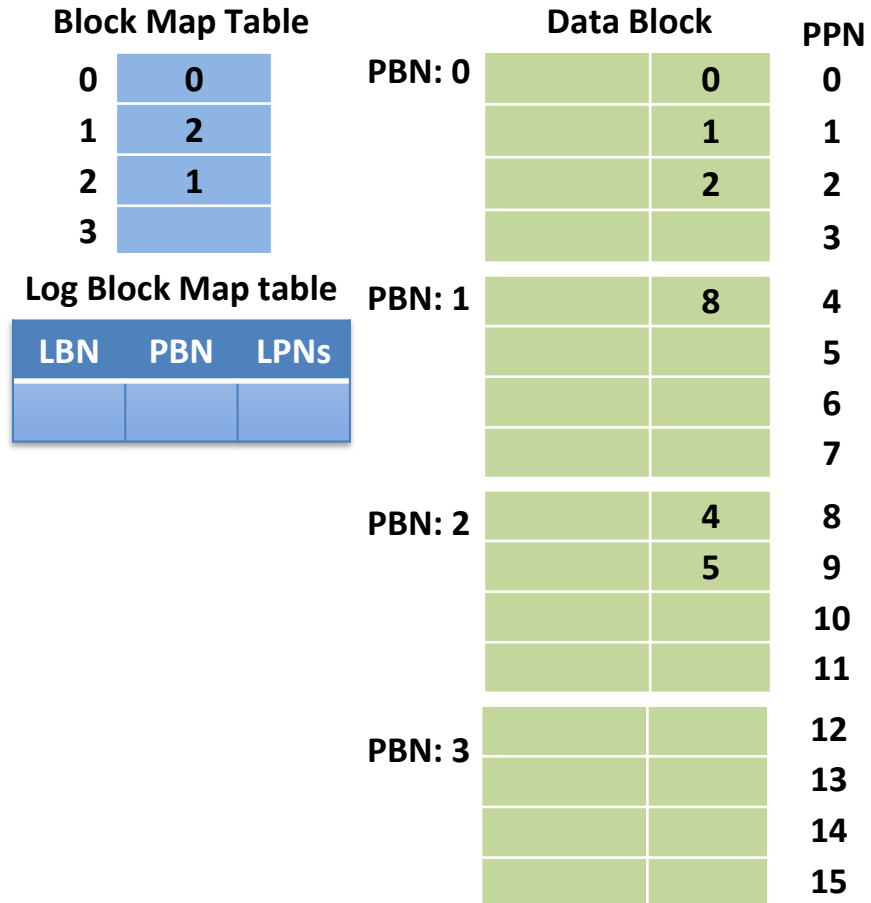 Block Map Table
0 0
1 2
2 1
3
Log Block Map table
LBN PBN LPNs
Data Block PPN
PBN: 0 0 0
1 1
2 2
3
PBN: 1 8 4
5
6
7
PBN: 2 4 8
5 9
10
11
PBN: 3 12
13
14
15